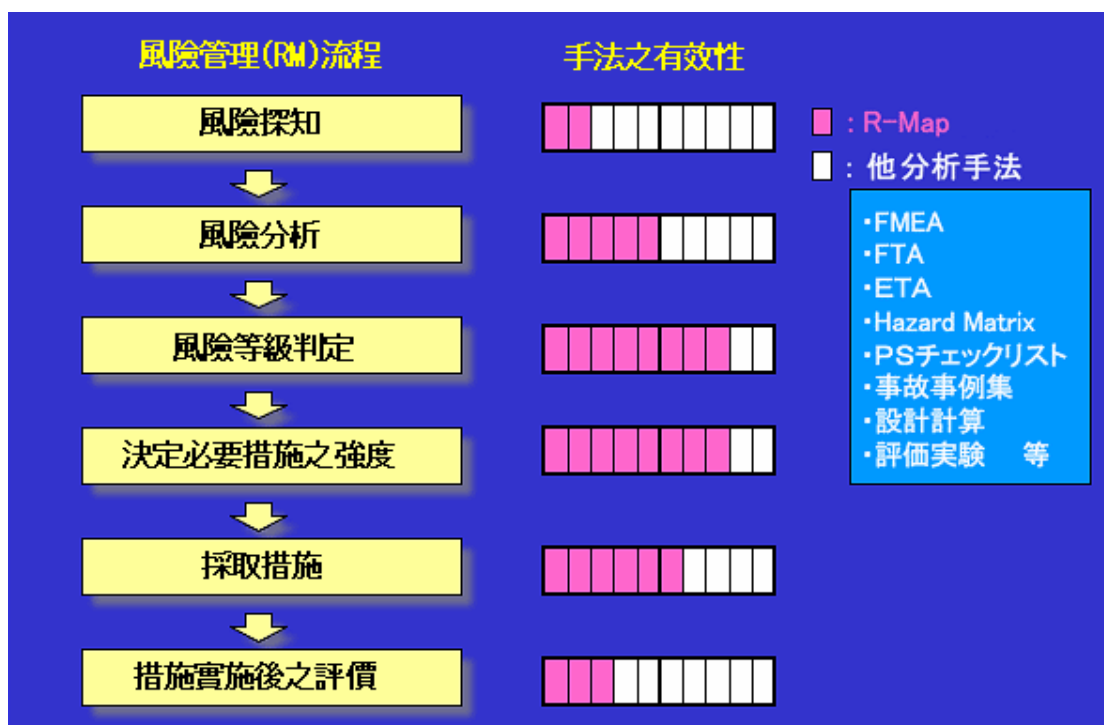 風險管理(RM)流程
手法之有效性
風險探知
風險分析
風險等級判定
決定必要措施之強度
採取措施
措施實施後之評價
：R-Map
：他分析手法
・FMEA
・FTA
・ETA
・Hazard Matrix
・PSチェックリスト
・事故事例集
・設計計算
・評価実験　等